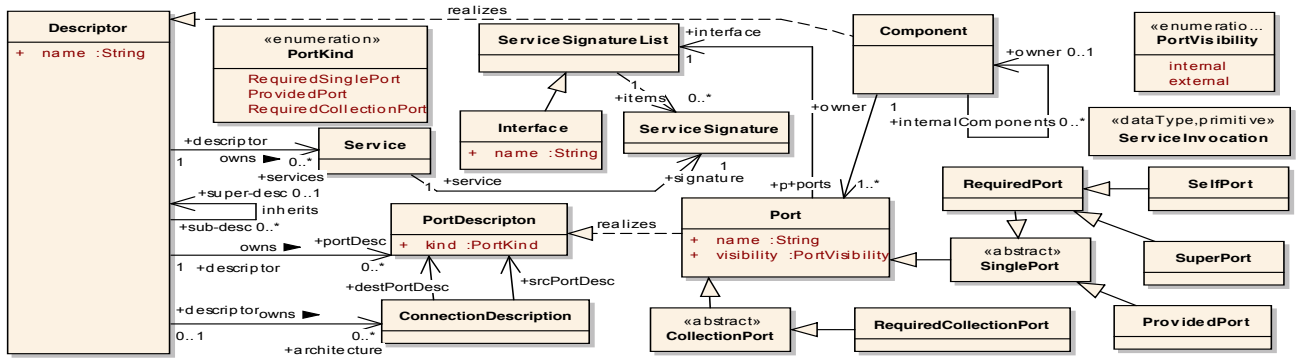 Descriptor
+ name :String
«enumeration»
PortKind
RequiredSinglePort
ProvidedPort
RequiredCollectionPort
realizes
ServiceSignatureList
+interface
1
1
+items
0..*
Interface
+ name :String
ServiceSignature
Component
+owner 0..1
+owner
1
+internalComponents 0..*
«enumeratio...
PortVisibility
internal
external
«dataType,primitive»
ServiceInvocation
+descriptor
1
owns
0..*
+services
Service
1
+service
1
+signature
+super-desc 0..1
inherits
+sub-desc 0..*
owns
+portDesc
1
+descriptor
0..*
PortDescripton
+ kind :PortKind
realizes
+p+ports
1..*
Port
+ name :String
+ visibility :PortVisibility
RequiredPort
SelfPort
«abstract»
SinglePort
SuperPort
+destPortDesc
+srcPortDesc
+descriptor
owns
0..1
0..*
+architecture
ConnectionDescription
«abstract»
CollectionPort
RequiredCollectionPort
ProvidedPort